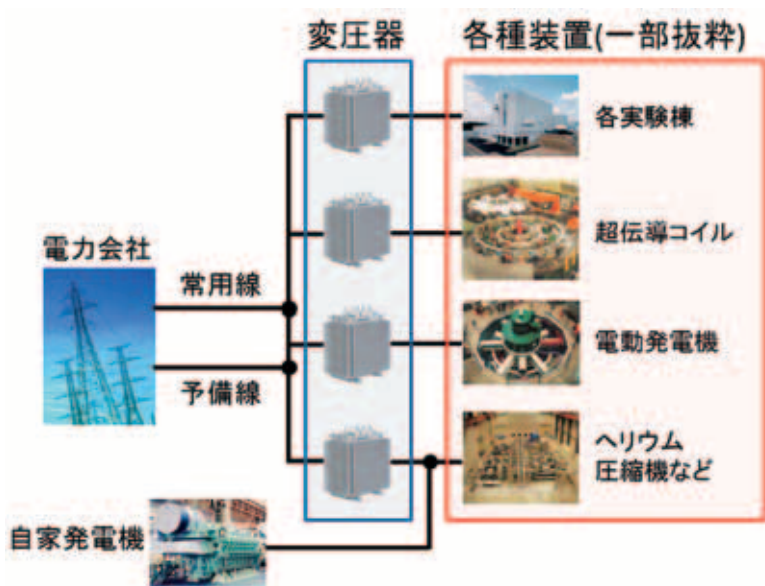 変圧器
各種装置(一部抜粋)
各実験棟
超伝導コイル
電力会社
常用線
電動発電機
予備線
ヘリウム
圧縮機など
自家発電機